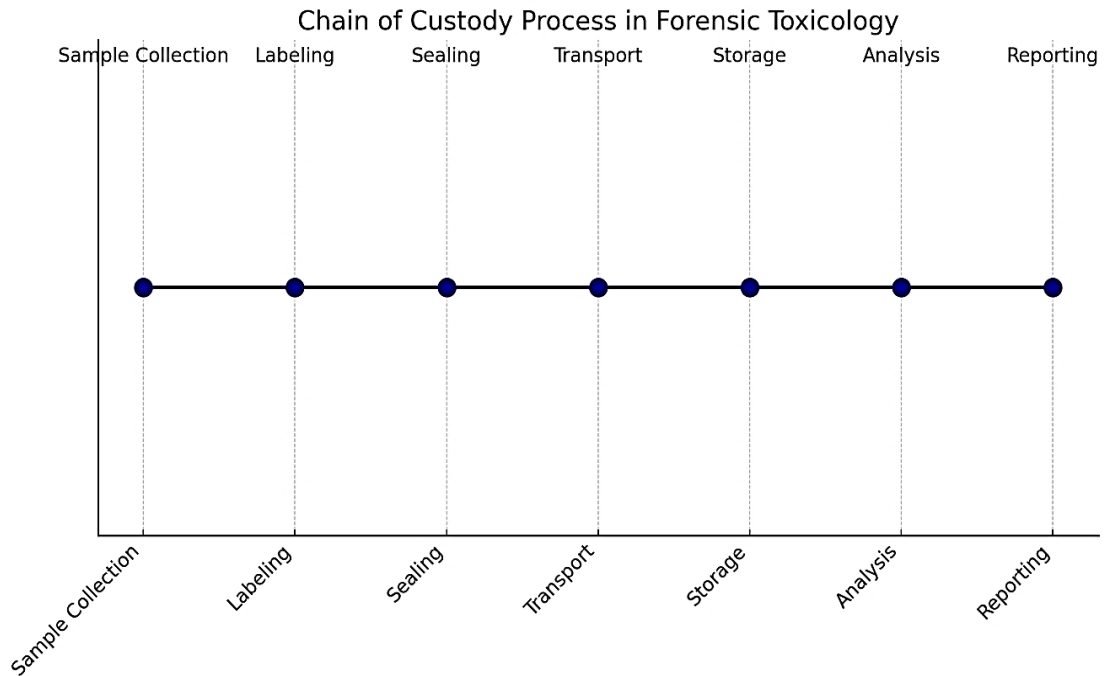 Chain of Custody Process in Forensic Toxicology
Sample Collection Labeling Sealing Transport Storage Analysis Reporting
Sample Collection Labeling Sealing Transport Storage Analysis Reporting